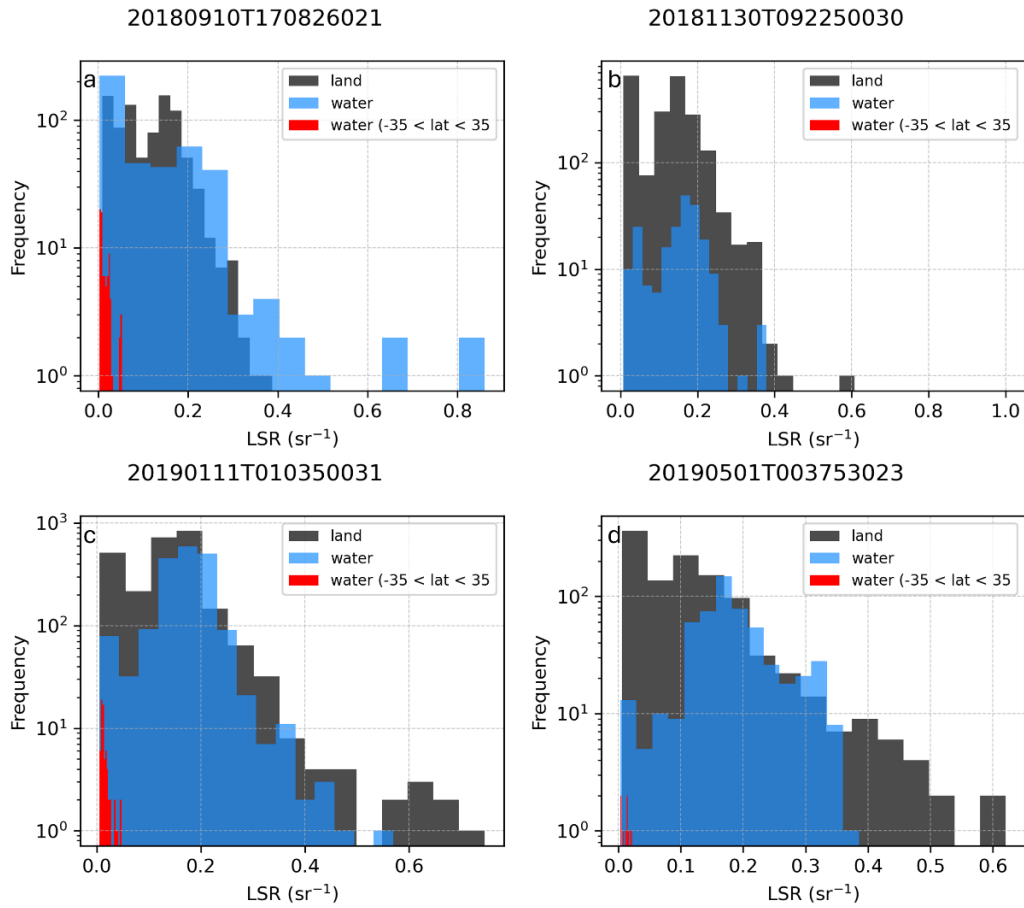 20180910T170826021
20181130T092250030
a
land
water
water (-35 < lat < 35
10²
10¹
10⁰
Frequency
0.0 0.2 0.4 0.6 0.8
LSR (sr⁻¹)
b
land
water
water (-35 < lat < 35
10²
10¹
10⁰
Frequency
0.0 0.2 0.4 0.6 0.8 1.0
LSR (sr⁻¹)
20190111T010350031
20190501T003753023
c
land
water
water (-35 < lat < 35
10³
10²
10¹
10⁰
Frequency
0.0 0.2 0.4 0.6
LSR (sr⁻¹)
d
land
water
water (-35 < lat < 35
10²
10¹
10⁰
Frequency
0.0 0.1 0.2 0.3 0.4 0.5 0.6
LSR (sr⁻¹)